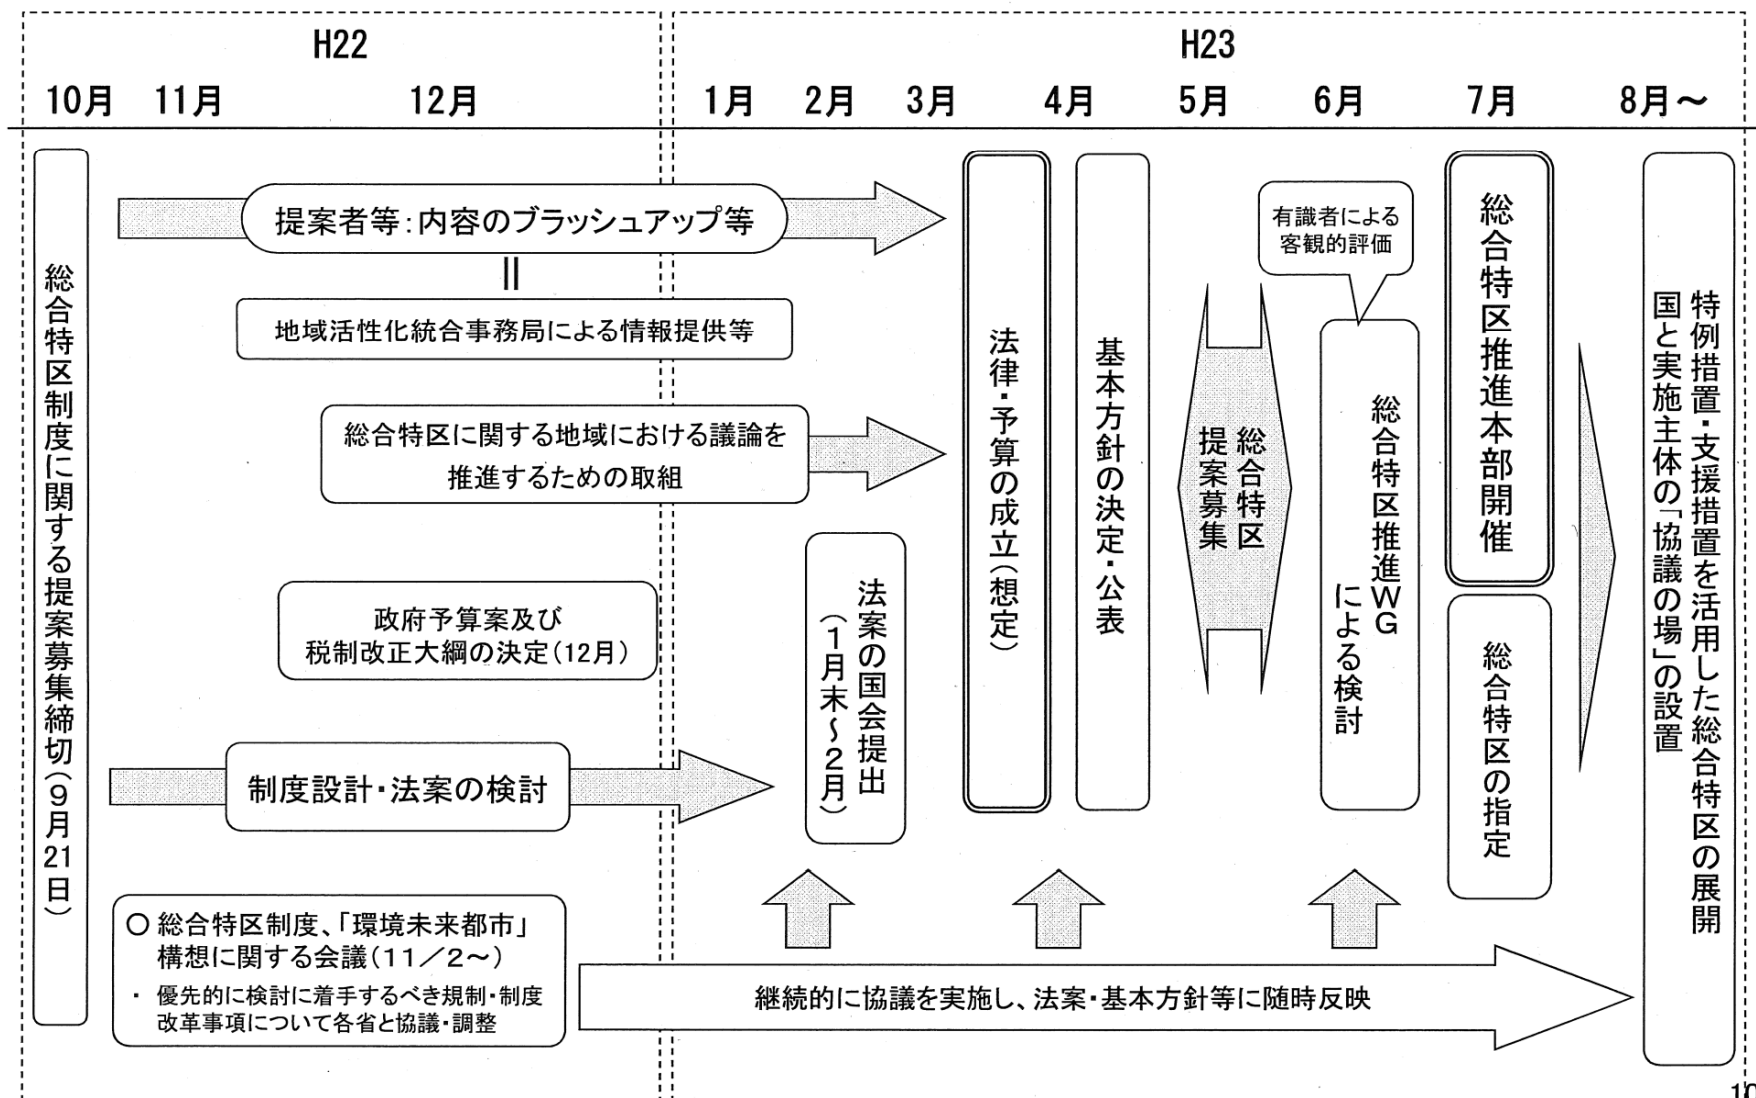 H22
H23
10月
11月
12月
1月
2月
3月
4月
5月
6月
7月
8月～
総合特区制度に関する提案募集締切(9月21日)
提案者等:内容のブラッシュアップ等
||
地域活性化統合事務局による情報提供等
総合特区に関する地域における議論を
推進するための取組
政府予算案及び
税制改正大綱の決定(12月)
制度設計・法案の検討
○ 総合特区制度、「環境未来都市」
構想に関する会議(11／2～)
・ 優先的に検討に着手するべき規制・制度
改革事項について各省と協議・調整
法案の国会提出
(1月末～2月)
法律・予算の成立(想定)
基本方針の決定・公表
総合特区
提案募集
有識者による
客観的評価
総合特区推進WG
による検討
総合特区推進本部開催
総合特区の指定
特例措置・支援措置を活用した総合特区の展開
国と実施主体の「協議の場」の設置
継続的に協議を実施し、法案・基本方針等に随時反映
10